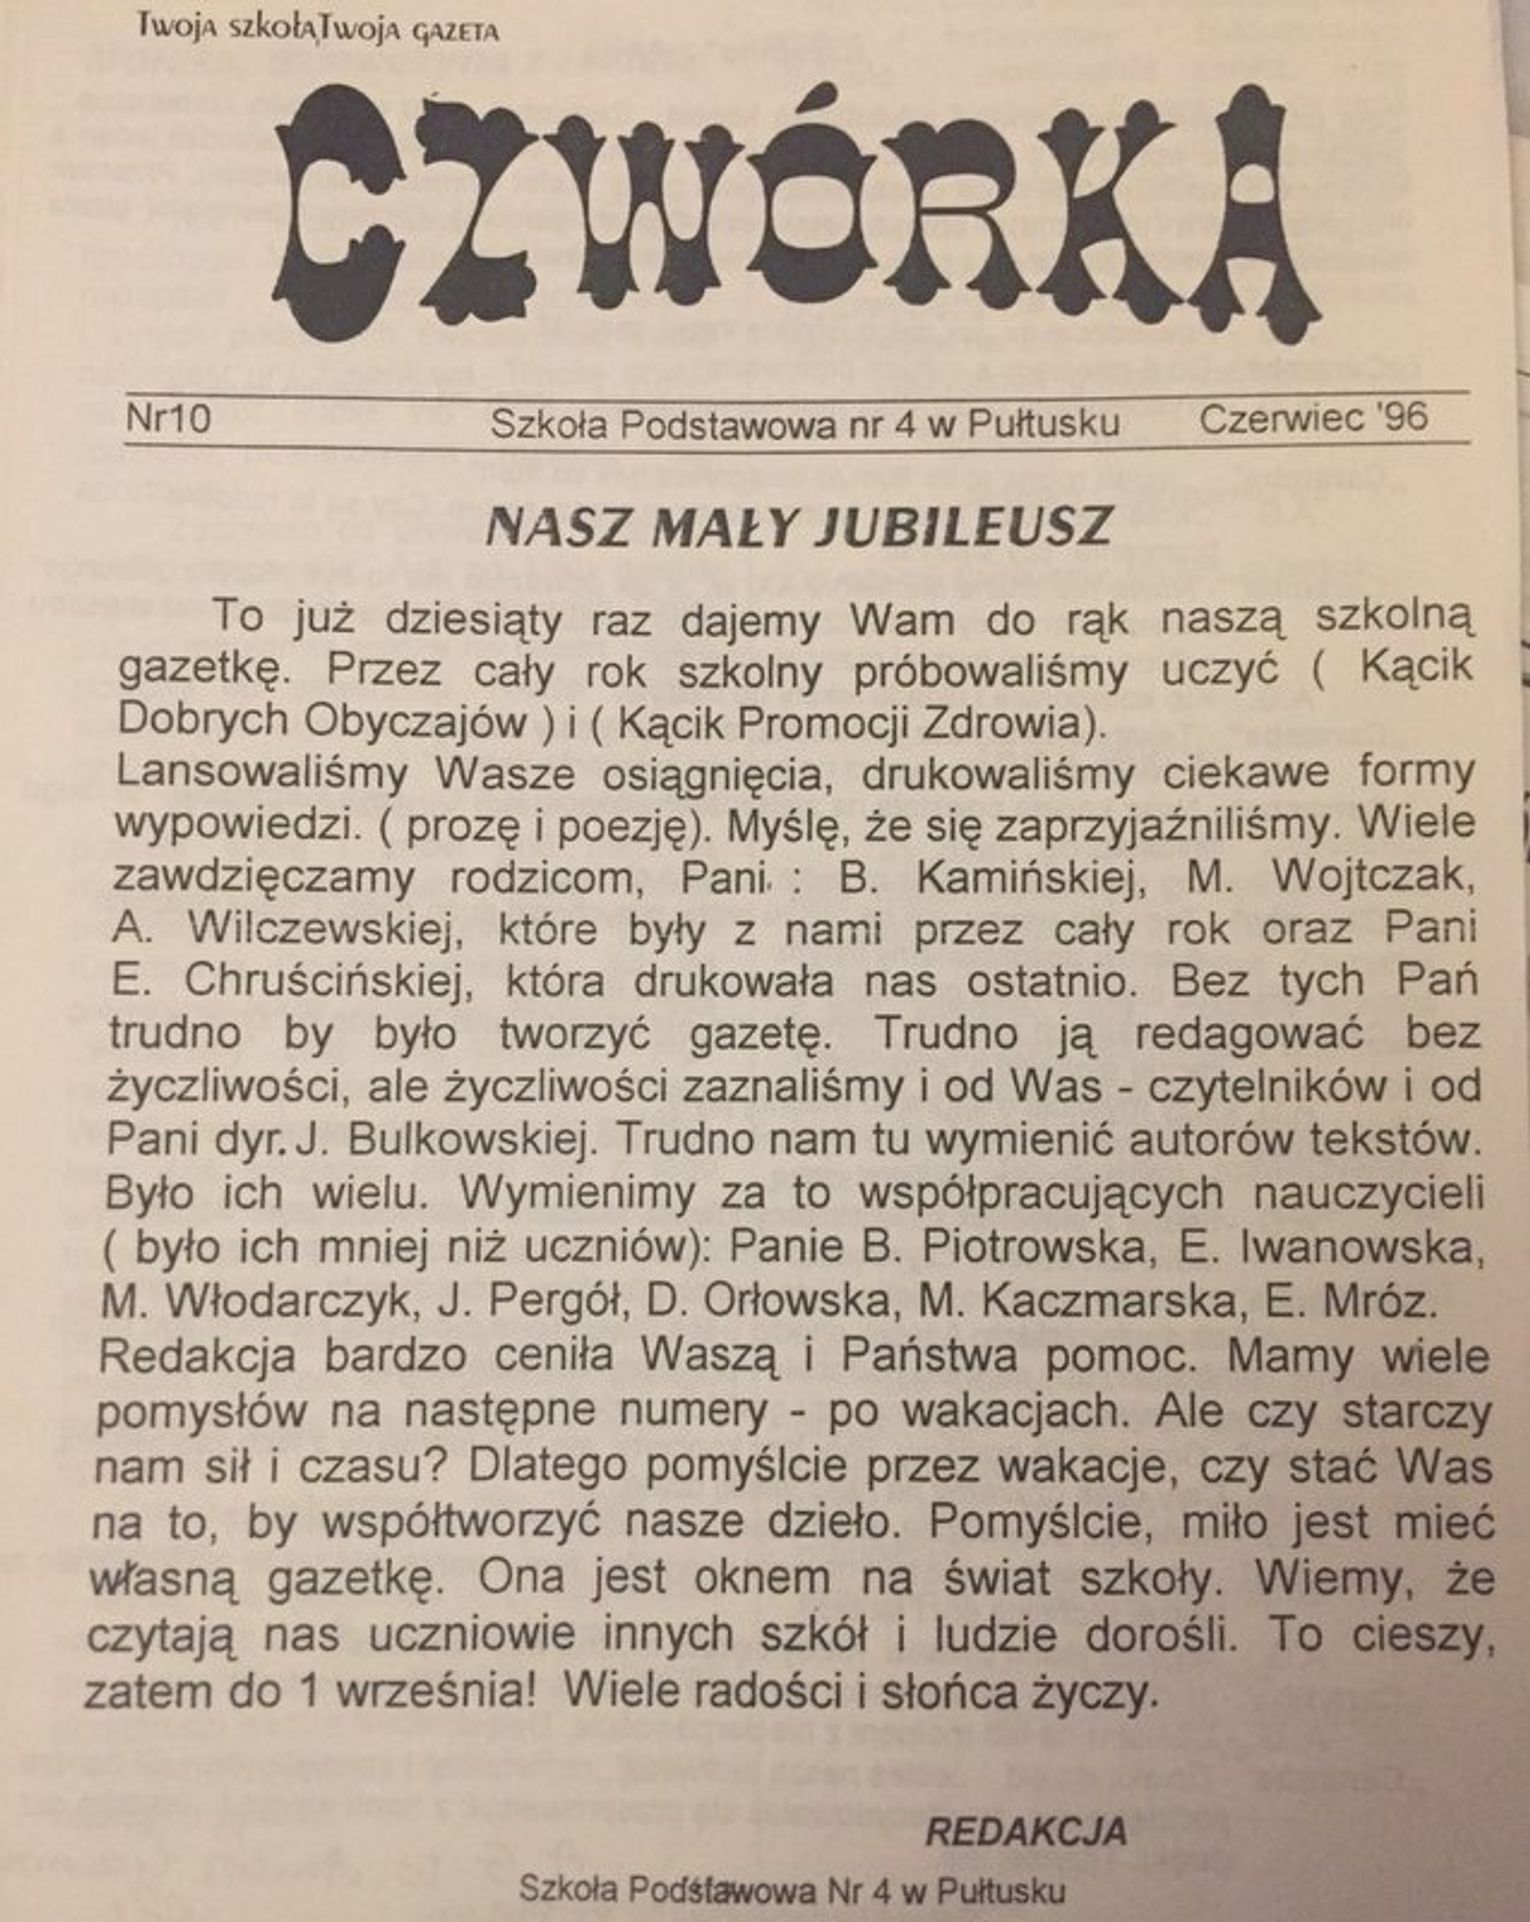 Twoja szkoła,Twoja gazeta
CZWÓRKA
Nr10 Szkoła Podstawowa nr 4 w Pułtusku Czerwiec '96
NASZ MAŁY JUBILEUSZ
To już dziesiąty raz dajemy Wam do rąk naszą szkolną
gazetkę. Przez cały rok szkolny próbowaliśmy uczyć ( Kącik
Dobrych Obyczajów ) i ( Kącik Promocji Zdrowia).
Lansowaliśmy Wasze osiągnięcia, drukowaliśmy ciekawe formy
wypowiedzi. ( prozę i poezję). Myślę, że się zaprzyjaźniliśmy. Wiele
zawdzięczamy rodzicom, Pani : B. Kamińskiej, M. Wojtczak,
A. Wilczewskiej, które były z nami przez cały rok oraz Pani
E. Chruścińskiej, która drukowała nas ostatnio. Bez tych Pań
trudno by było tworzyć gazetę. Trudno ją redagować bez
życzliwości, ale życzliwości zaznaliśmy i od Was - czytelników i od
Pani dyr. J. Bulkowskiej. Trudno nam tu wymienić autorów tekstów.
Było ich wielu. Wymienimy za to współpracujących nauczycieli
( było ich mniej niż uczniów): Panie B. Piotrowska, E. Iwanowska,
M. Włodarczyk, J. Pergół, D. Orłowska, M. Kaczmarska, E. Mróz.
Redakcja bardzo ceniła Waszą i Państwa pomoc. Mamy wiele
pomysłów na następne numery - po wakacjach. Ale czy starczy
nam sił i czasu? Dlatego pomyślcie przez wakacje, czy stać Was
na to, by współtworzyć nasze dzieło. Pomyślcie, miło jest mieć
własną gazetkę. Ona jest oknem na świat szkoły. Wiemy, że
czytają nas uczniowie innych szkół i ludzie dorośli. To cieszy,
zatem do 1 września! Wiele radości i słońca życzy.
REDAKCJA
Szkoła Podstawowa Nr 4 w Pułtusku